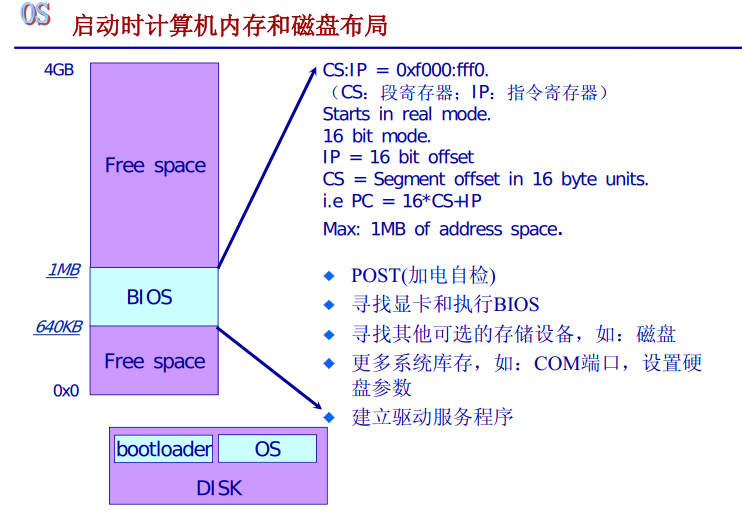 OS
启动时计算机内存和磁盘布局
4GB
Free space
1MB
BIOS
640KB
Free space
0x0
bootloader
OS
DISK
CS:IP = 0xf000:fff0.
（CS：段寄存器；IP：指令寄存器）
Starts in real mode.
16 bit mode.
IP = 16 bit offset
CS = Segment offset in 16 byte units.
i.e PC = 16*CS+IP
Max: 1MB of address space.
POST(加电自检)
寻找显卡和执行BIOS
寻找其他可选的存储设备，如：磁盘
更多系统库存，如：COM端口，设置硬
盘参数
建立驱动服务程序